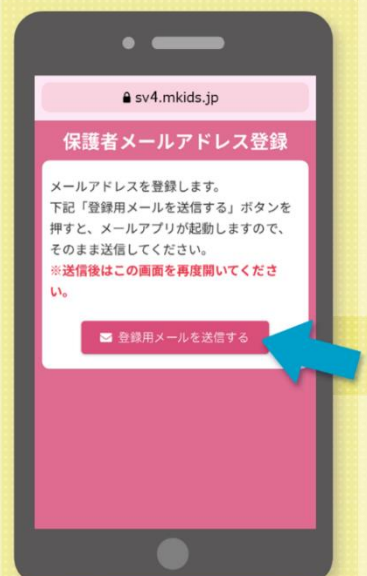 sv4.mkids.jp
保護者メールアドレス登録
メールアドレスを登録します。
下記「登録用メールを送信する」ボタンを
押すと、メールアプリが起動しますので、
そのまま送信してください。
※送信後はこの画面を再度開いてくださ
い。
登録用メールを送信する